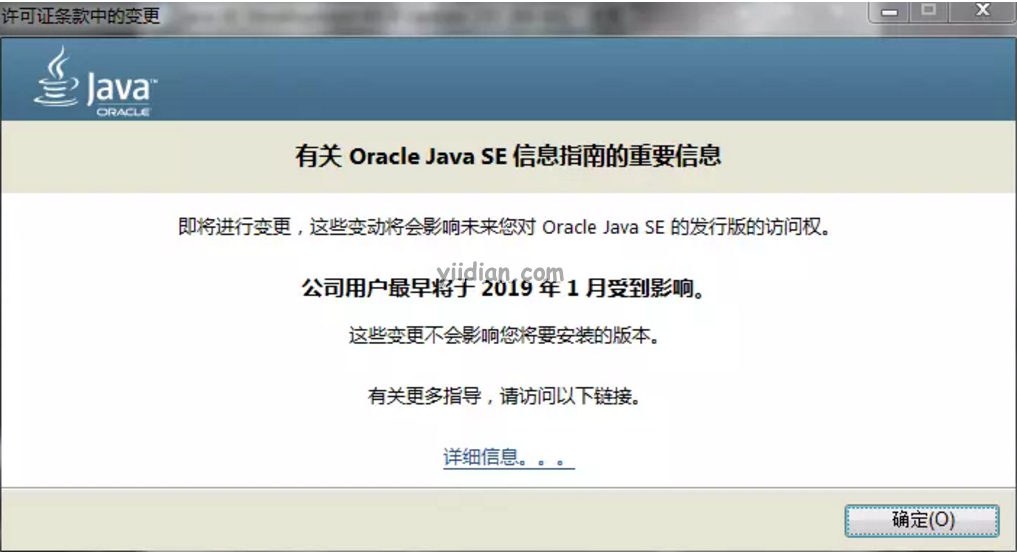 许可证条款中的变更
Java™
ORACLE
有关 Oracle Java SE 信息指南的重要信息
即将进行变更，这些变动将会影响未来您对 Oracle Java SE 的发行版的访问权。
yiidian.com
公司用户最早将于 2019 年 1 月受到影响。
这些变更不会影响您将要安装的版本。
有关更多指导，请访问以下链接。
详细信息。。。
确定(O)